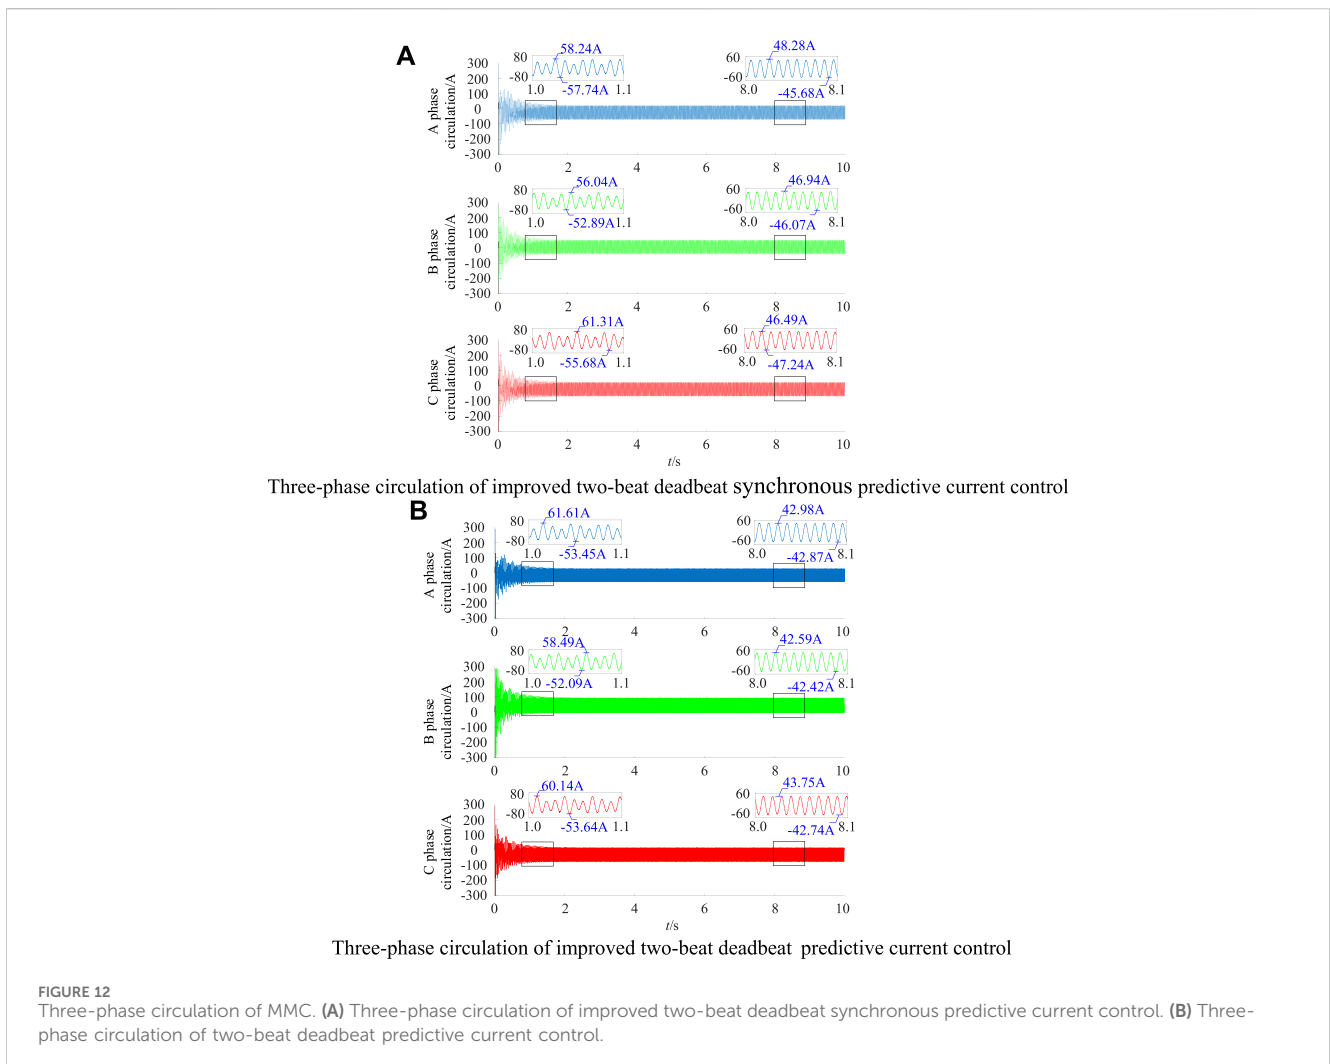 A
58.24A
48.28A
80
-80
60
-60
-57.74A
-45.68A
1.0
1.1
8.0
8.1
A phase
circulation/A
300
200
100
0
-100
-200
-300
0
2
4
6
8
10
56.04A
46.94A
80
-80
60
-60
-52.89A
-46.07A
1.0
1.1
8.0
8.1
B phase
circulation/A
300
200
100
0
-100
-200
-300
0
2
4
6
8
10
61.31A
46.49A
80
-80
60
-60
-55.68A
-47.24A
1.0
1.1
8.0
8.1
C phase
circulation/A
300
200
100
0
-100
-200
-300
0
2
4
6
8
10
t/s
Three-phase circulation of improved two-beat deadbeat synchronous predictive current control
B
61.61A
42.98A
80
-80
60
-60
-53.45A
-42.87A
1.0
1.1
8.0
8.1
A phase
circulation/A
300
200
100
0
-100
-200
-300
0
2
4
6
8
10
58.49A
42.59A
80
-80
60
-60
-52.09A
-42.42A
1.0
1.1
8.0
8.1
B phase
circulation/A
300
200
100
0
-100
-200
-300
0
2
4
6
8
10
60.14A
43.75A
80
-80
60
-60
-53.64A
-42.74A
1.0
1.1
8.0
8.1
C phase
circulation/A
300
200
100
0
-100
-200
-300
0
2
4
6
8
10
t/s
Three-phase circulation of improved two-beat deadbeat predictive current control
FIGURE 12
Three-phase circulation of MMC. (A) Three-phase circulation of improved two-beat deadbeat synchronous predictive current control. (B) Three-
phase circulation of two-beat deadbeat predictive current control.